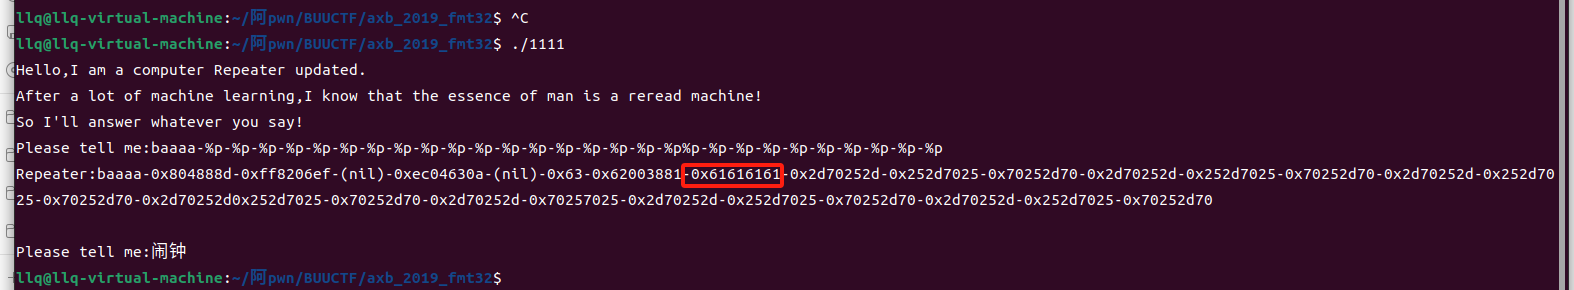 llq@llq-virtual-machine:~/阿pwn/BUUCTF/axb_2019_fmt32$ ^C
llq@llq-virtual-machine:~/阿pwn/BUUCTF/axb_2019_fmt32$ ./1111
Hello,I am a computer Repeater updated.
After a lot of machine learning,I know that the essence of man is a reread machine!
So I'll answer whatever you say!
Please tell me:baaaa-%p-%p-%p-%p-%p-%p-%p-%p-%p-%p-%p-%p-%p-%p-%p-%p-%p-%p%p-%p-%p-%p-%p-%p-%p-%p-%p-%p
Repeater:baaaa-0x804888d-0xff8206ef-(nil)-0xec04630a-(nil)-0x63-0x62003881-0x61616161-0x2d70252d-0x252d7025-0x70252d70-0x2d70252d-0x252d7025-0x70252d70-0x2d70252d-0x252d70
25-0x70252d70-0x2d70252d0x252d7025-0x70252d70-0x2d70252d-0x70257025-0x2d70252d-0x252d7025-0x70252d70-0x2d70252d-0x252d7025-0x70252d70
Please tell me:闹钟
llq@llq-virtual-machine:~/阿pwn/BUUCTF/axb_2019_fmt32$